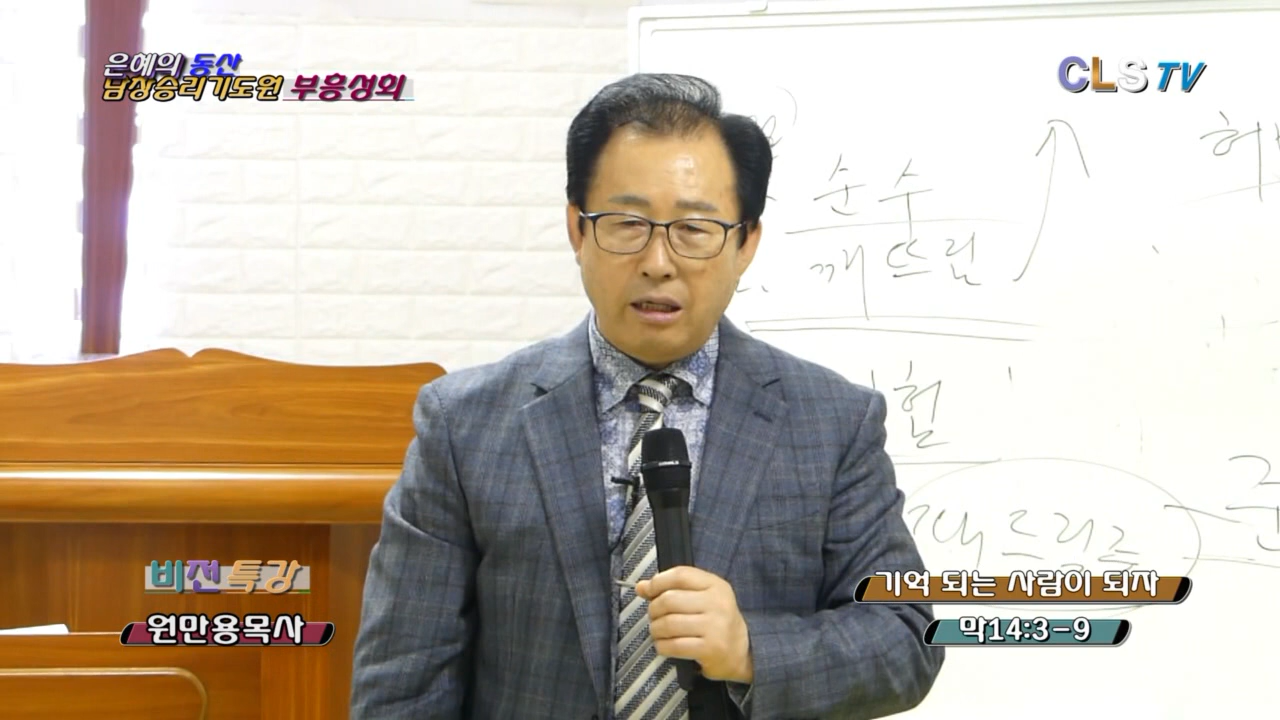 은혜의 동산
남장승리기도원 부흥성회
CLS TV
순수
깨뜨림
비전특강
원만용목사
기억 되는 사람이 되자
막14:3-9